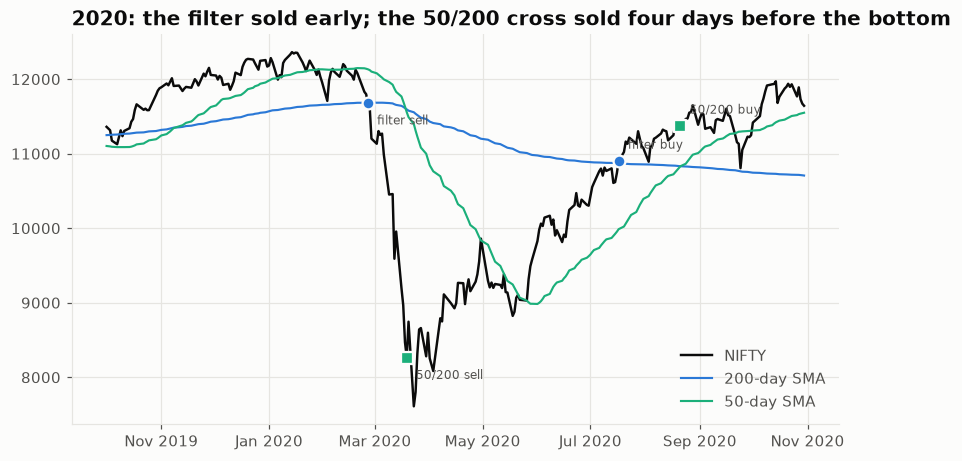 2020: the filter sold early; the 50/200 cross sold four days before the bottom
12000
11000
10000
9000
8000
filter sell
50/200 sell
filter buy
50/200 buy
NIFTY
200-day SMA
50-day SMA
Nov 2019
Jan 2020
Mar 2020
May 2020
Jul 2020
Sep 2020
Nov 2020